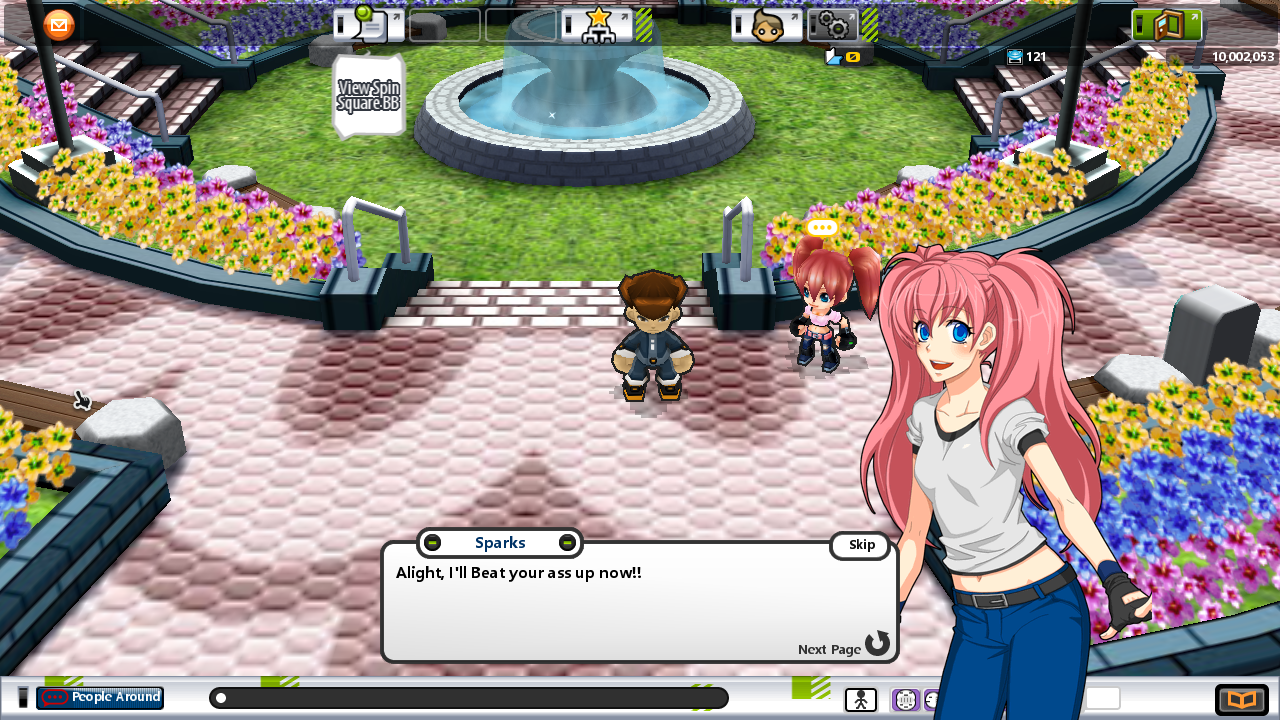 121
10,002,053
View Spin
Square.BB
Sparks
Skip
Alight, I'll Beat your ass up now!!
Next Page
People Around